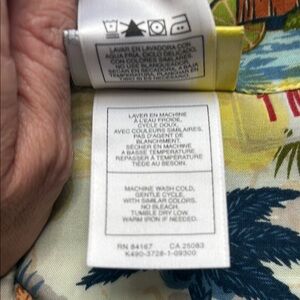 LAVAR EN LAVADORA CON
AGUA FRIA, CICLO DELICADO,
CON COLORES SIMILARES.
NO USE BLANQUEADOR.
SECAR EN SECADORA A BAJA
TEMPERATURA, PLANCHAR EN
LAVER EN MACHINE
À L'EAU FROIDE,
CYCLE DOUX,
AVEC COULEURS SIMILAIRES.
PAS D'AGENT DE
BLANCHIMENT.
SÉCHER EN MACHINE
À BASSE TEMPÉRATURE
REPASSER À TEMPÉRATURE
TIÈDE AU BESOIN.
MACHINE WASH COLD,
GENTLE CYCLE,
WITH SIMILAR COLORS.
NO BLEACH.
TUMBLE DRY LOW.
WARM IRON IF NEEDED.
RN 84167 CA 25083
K490-3728-1-09300